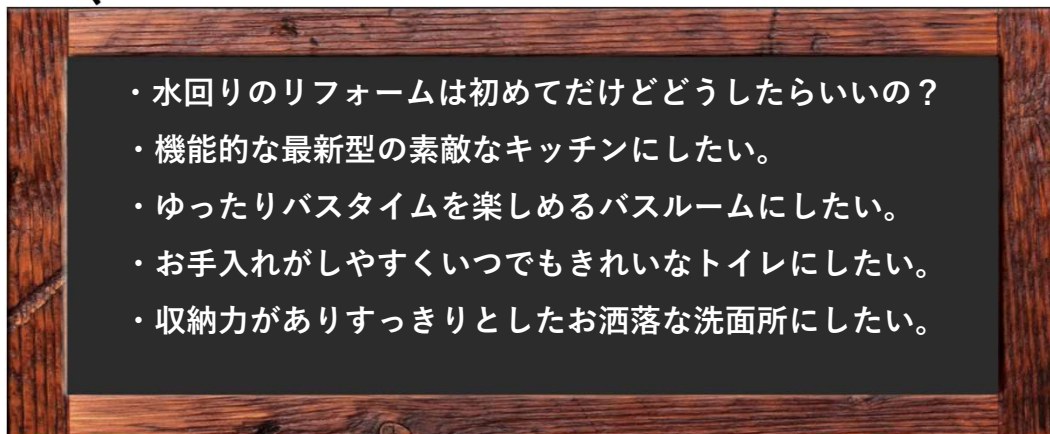 ・水回りのリフォームは初めてだけどどうしたらいいの？
・機能的な最新型の素敵なキッチンにしたい。
・ゆったりバスタイムを楽しめるバスルームにしたい。
・お手入れがしやすくいつでもきれいなトイレにしたい。
・収納力がありすっきりとしたお洒落な洗面所にしたい。